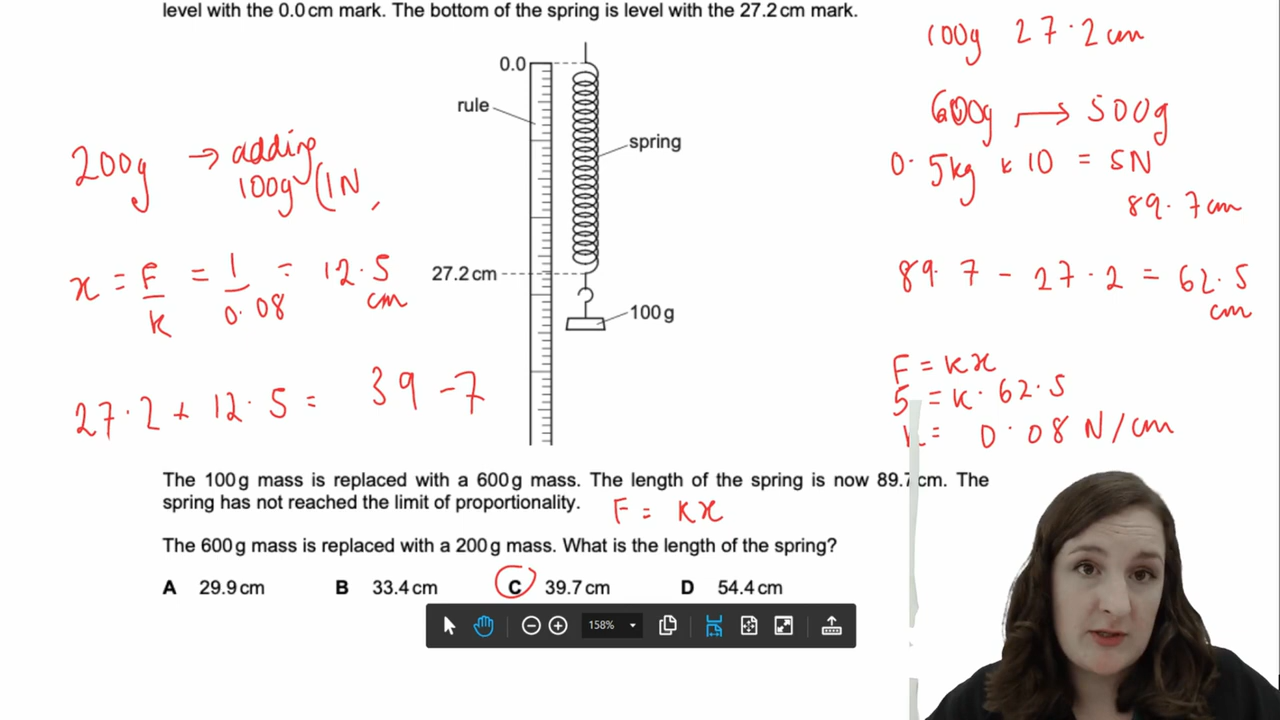 level with the 0.0 cm mark. The bottom of the spring is level with the 27.2 cm mark.
100g 27.2 cm
0.0
rule
spring
27.2 cm
100 g
600g → 500g
0.5kg x 10 = 5N
89.7cm
89.7 - 27.2 = 62.5
cm
F = kx
5 = k. 62.5
k = 0.08 N/cm
200g → adding
100g (1N,
x = F/k = 1/0.08 = 12.5
cm
27.2 + 12.5 = 39-7
The 100 g mass is replaced with a 600 g mass. The length of the spring is now 89.7 cm. The
spring has not reached the limit of proportionality.
F = kx
The 600 g mass is replaced with a 200 g mass. What is the length of the spring?
A 29.9 cm B 33.4 cm C 39.7 cm D 54.4 cm
158%